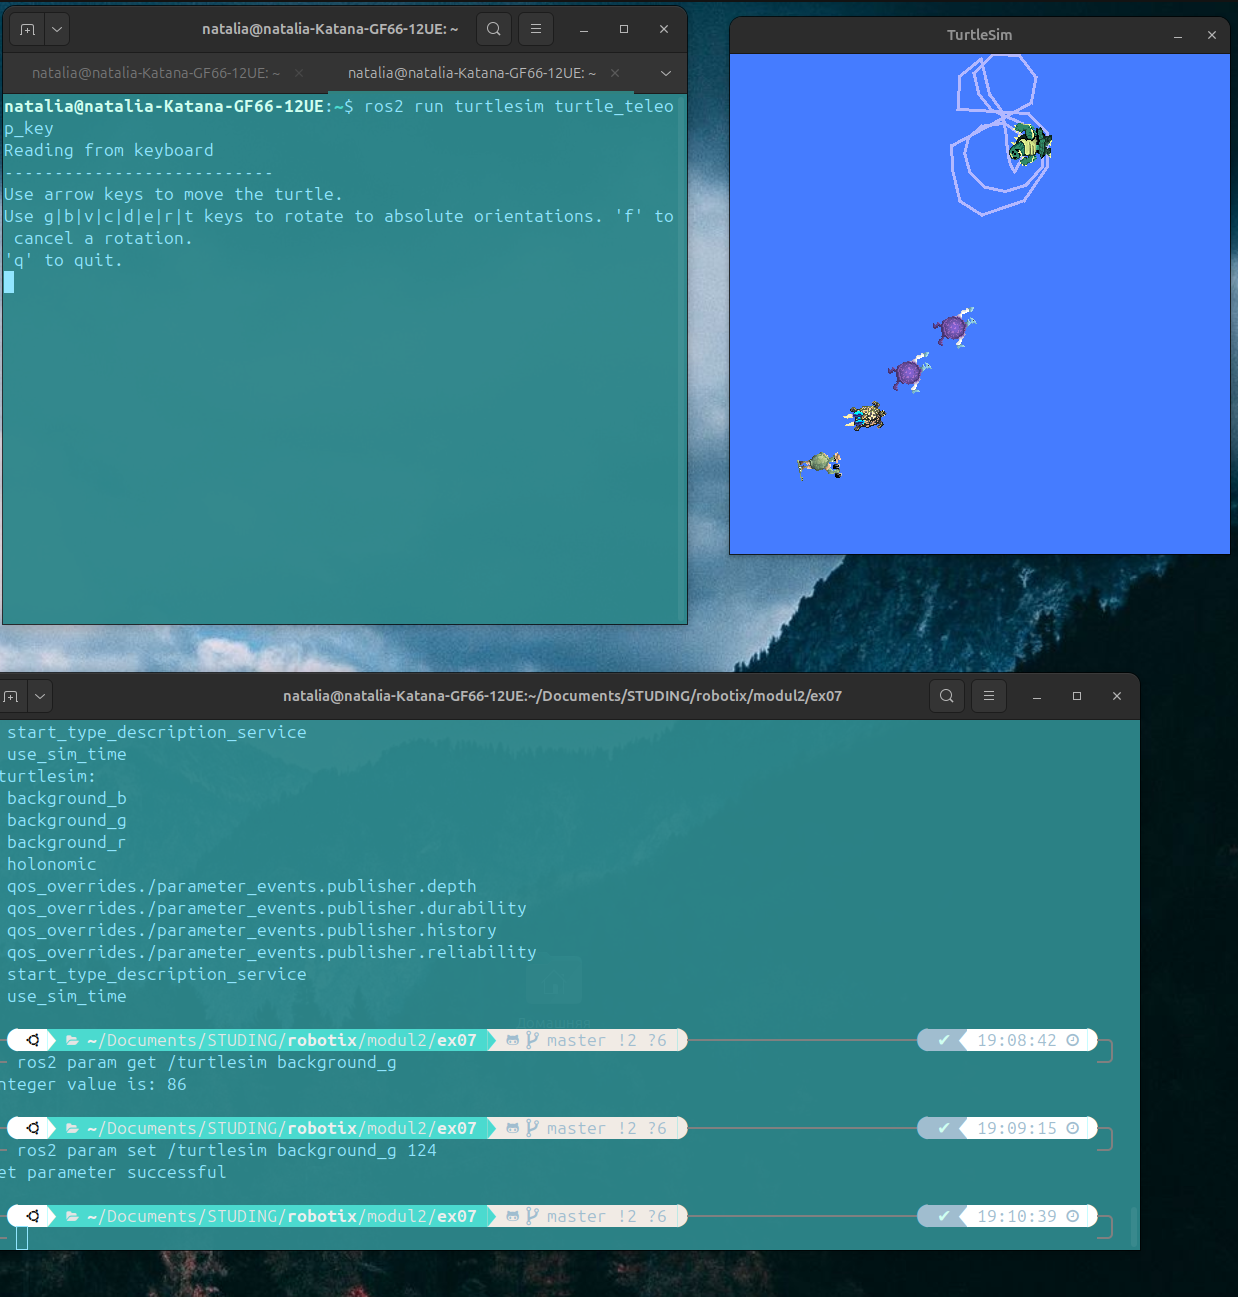 natalia@natalia-Katana-GF66-12UE: ~
natalia@natalia-Katana-GF66-12UE: ~
natalia@natalia-Katana-GF66-12UE: ~
natalia@natalia-Katana-GF66-12UE:~$ ros2 run turtlesim turtle_teleo
p_key
Reading from keyboard
---------------------------
Use arrow keys to move the turtle.
Use g|b|v|c|d|e|r|t keys to rotate to absolute orientations. 'f' to
 cancel a rotation.
'q' to quit.
TurtleSim
natalia@natalia-Katana-GF66-12UE:~/Documents/STUDING/robotix/modul2/ex07
start_type_description_service
use_sim_time
turtlesim:
background_b
background_g
background_r
holonomic
qos_overrides./parameter_events.publisher.depth
qos_overrides./parameter_events.publisher.durability
qos_overrides./parameter_events.publisher.history
qos_overrides./parameter_events.publisher.reliability
start_type_description_service
use_sim_time
~/Documents/STUDING/robotix/modul2/ex07 master !2 ?6 ✔ 19:08:42
ros2 param get /turtlesim background_g
nteger value is: 86
~/Documents/STUDING/robotix/modul2/ex07 master !2 ?6 ✔ 19:09:15
ros2 param set /turtlesim background_g 124
et parameter successful
~/Documents/STUDING/robotix/modul2/ex07 master !2 ?6 ✔ 19:10:39